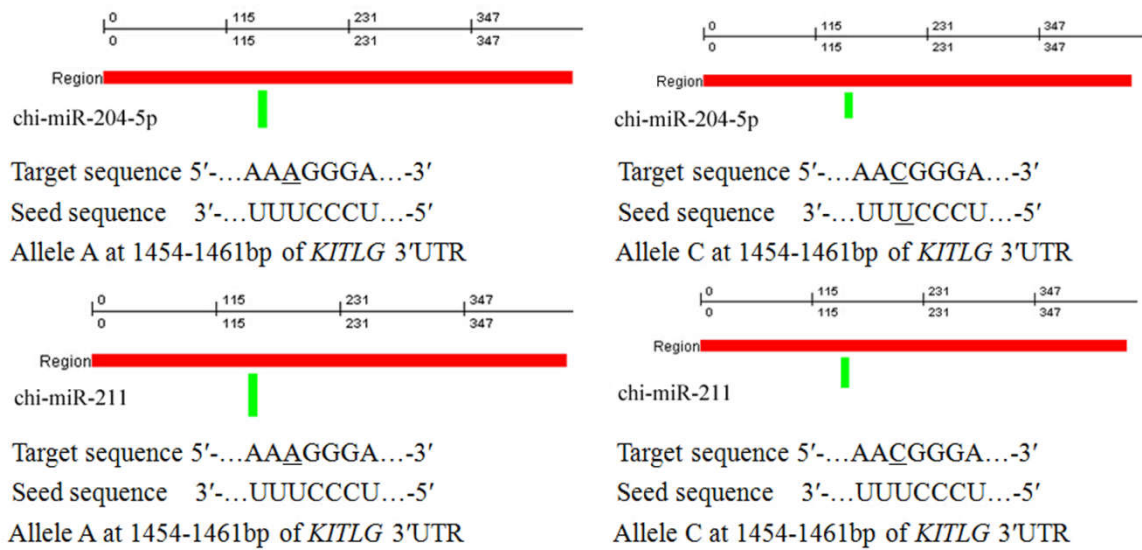 0 115 231 347
0 115 231 347
Region
chi-miR-204-5p
Target sequence 5′-…AAAGGGA…-3′
Seed sequence 3′-…UUUCCCU…-5′
Allele A at 1454-1461bp of KITLG 3′UTR
0 115 231 347
0 115 231 347
Region
chi-miR-204-5p
Target sequence 5′-…AACGGGA…-3′
Seed sequence 3′-…UUUCCCU…-5′
Allele C at 1454-1461bp of KITLG 3′UTR
0 115 231 347
0 115 231 347
Region
chi-miR-211
Target sequence 5′-…AAAGGGA…-3′
Seed sequence 3′-…UUUCCCU…-5′
Allele A at 1454-1461bp of KITLG 3′UTR
0 115 231 347
0 115 231 347
Region
chi-miR-211
Target sequence 5′-…AACGGGA…-3′
Seed sequence 3′-…UUUCCCU…-5′
Allele C at 1454-1461bp of KITLG 3′UTR